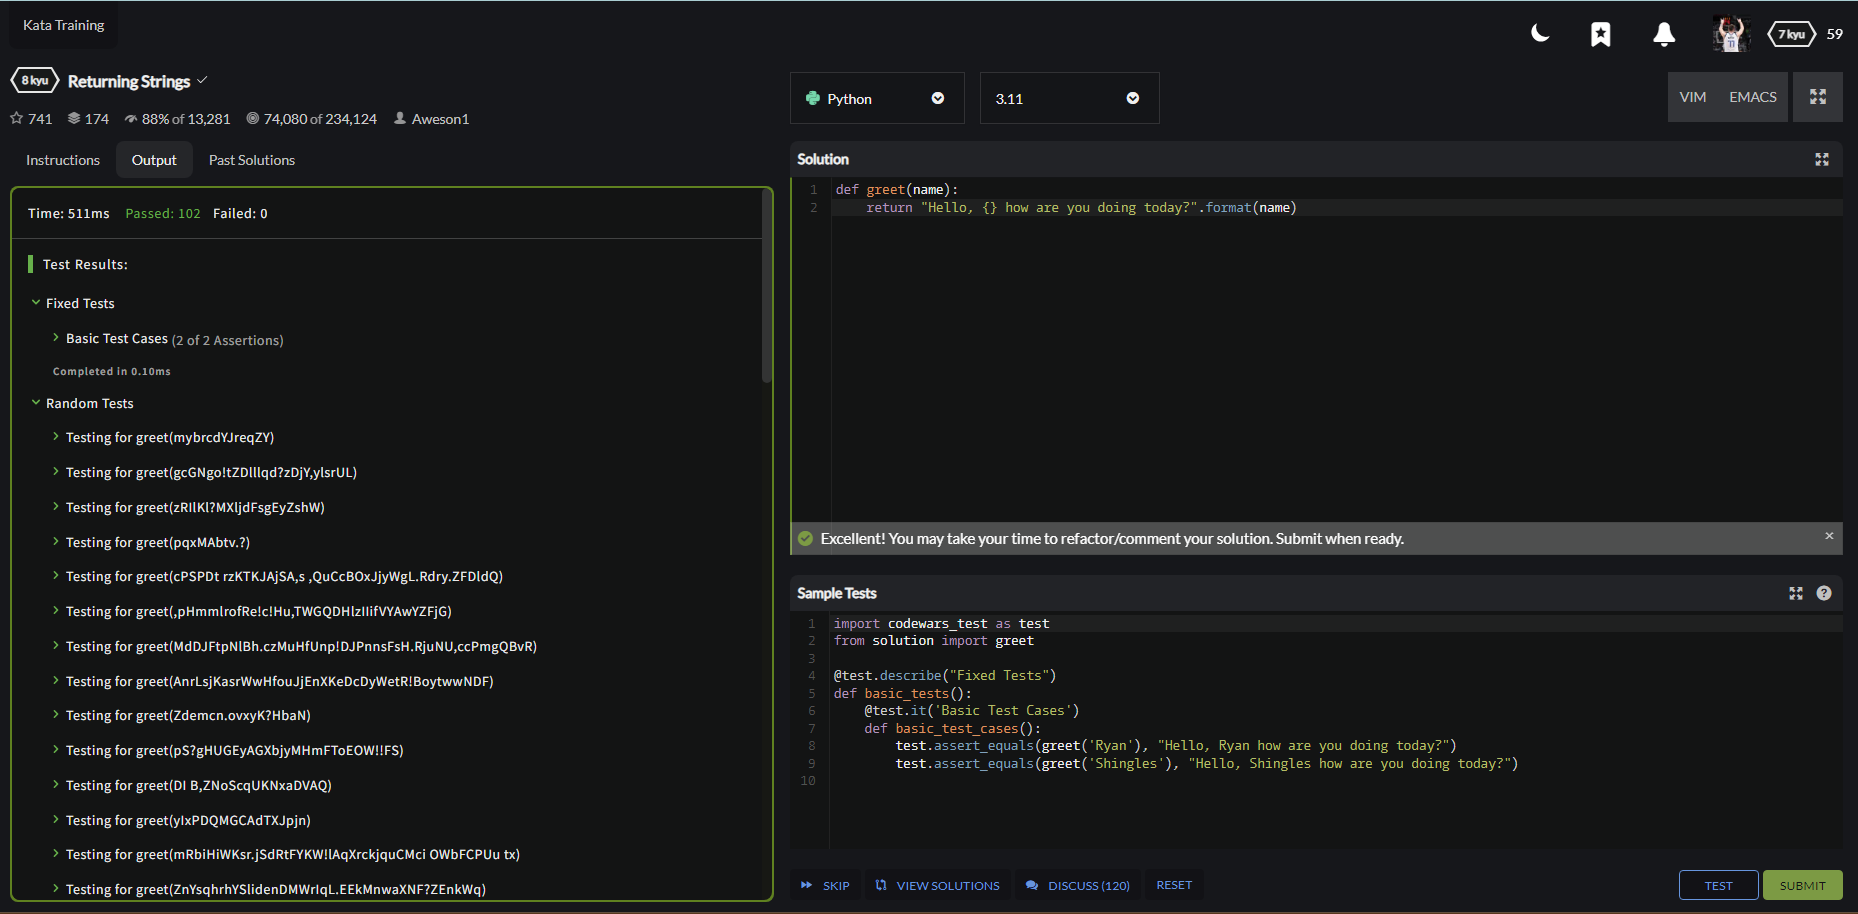 Kata Training
7 kyu 59
8 kyu Returning Strings
741 174 88% of 13,281 74,080 of 234,124 Aweson1
Instructions Output Past Solutions
Time: 511ms Passed: 102 Failed: 0
Test Results:
Fixed Tests
Basic Test Cases (2 of 2 Assertions)
Completed in 0.10ms
Random Tests
Testing for greet(mybrcdYJreqZY)
Testing for greet(gcGNgo!tZDlllqd?zDjY,ylsrUL)
Testing for greet(zRIlKl?MXljdFsgEyZshW)
Testing for greet(pqxMAbtv.?)
Testing for greet(cPSPDt rzKTKJAjSA,s ,QuCcBOxJjyWgL.Rdry.ZFDldQ)
Testing for greet(,pHmmlrofRe!c!Hu,TWGQDHlzIIifVYAwYZFjG)
Testing for greet(MdDJFtpNlBh.czMuHfUnp!DJPnnsFsH.RjuNU,ccPmgQBvR)
Testing for greet(AnrLsjKasrWwHfouJjEnXKeDcDyWetR!BoytwwNDF)
Testing for greet(Zdemcn.ovxyK?HbaN)
Testing for greet(pS?gHUGEyAGXbjyMHmFToEOW!!FS)
Testing for greet(DI B,ZNoScqUKNxaDVAQ)
Testing for greet(yIxPDQMGCAdTXJpjn)
Testing for greet(mRbiHiWKsr.jSdRtFYKW!lAqXrckjquCMci OWbFCPUu tx)
Testing for greet(ZnYsqhrhYSlidenDMWrIqL.EEkMnwaXNF?ZEnkWq)
Python 3.11 VIM EMACS
Solution
1 def greet(name):
2     return "Hello, {} how are you doing today?".format(name)
Excellent! You may take your time to refactor/comment your solution. Submit when ready. ×
Sample Tests
1 import codewars_test as test
2 from solution import greet
3
4 @test.describe("Fixed Tests")
5 def basic_tests():
6     @test.it('Basic Test Cases')
7     def basic_test_cases():
8         test.assert_equals(greet('Ryan'), "Hello, Ryan how are you doing today?")
9         test.assert_equals(greet('Shingles'), "Hello, Shingles how are you doing today?")
10
SKIP VIEW SOLUTIONS DISCUSS (120) RESET TEST SUBMIT